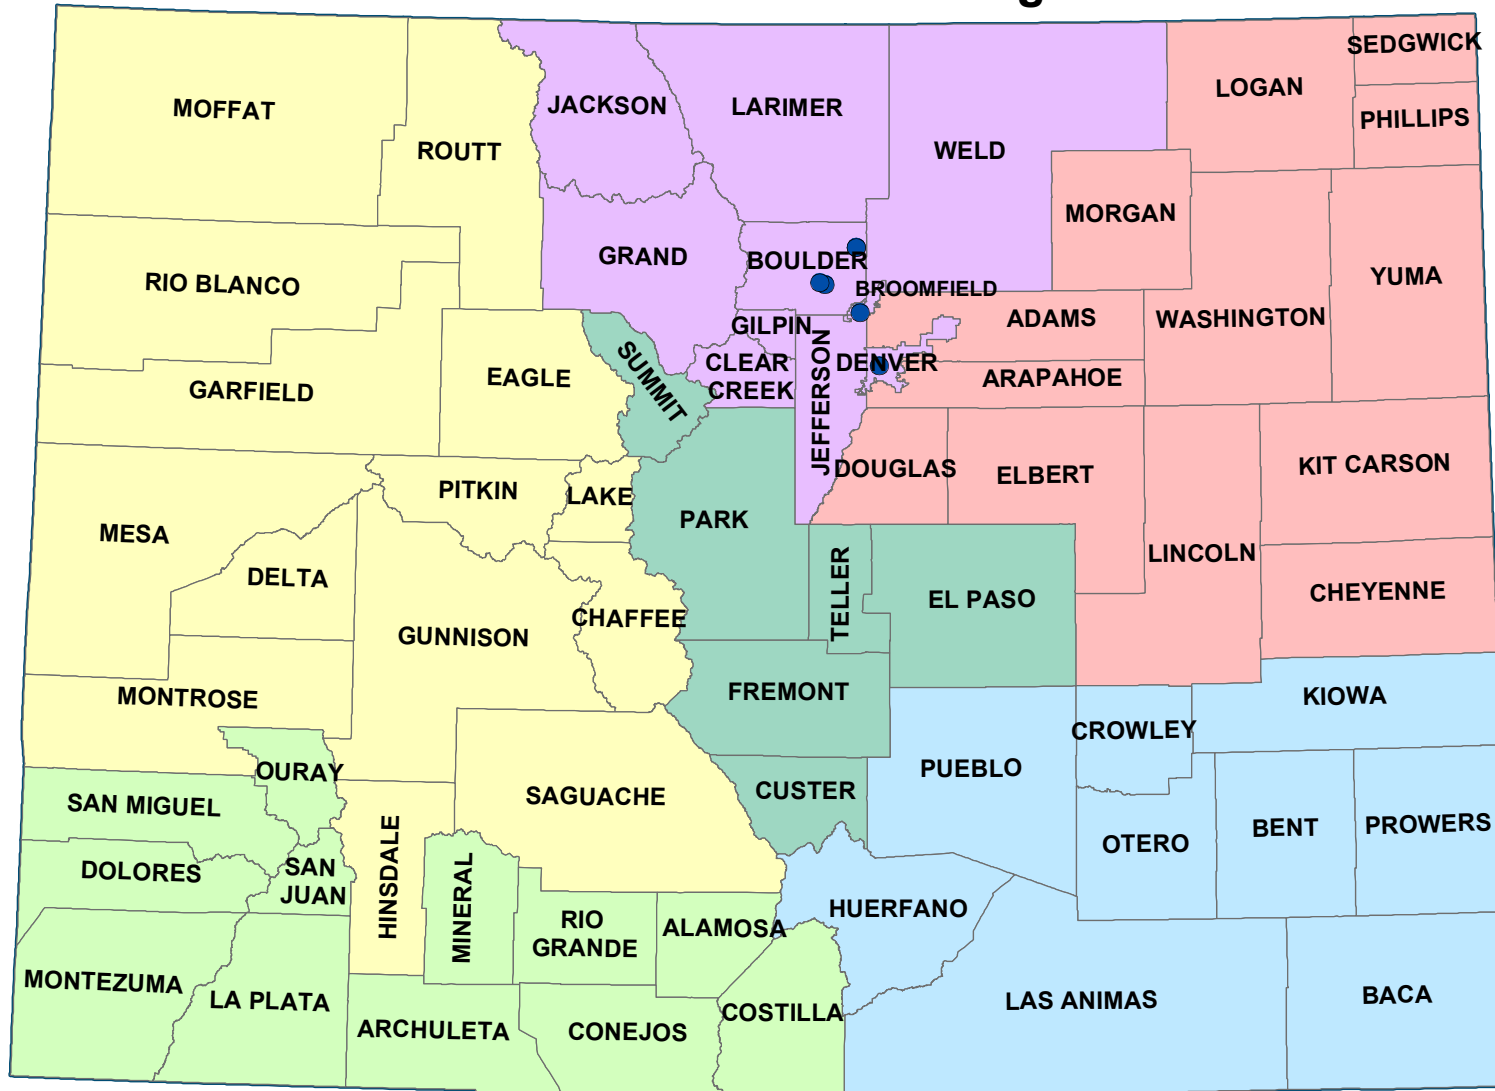 SEDGWICK
LOGAN
MOFFAT
JACKSON
LARIMER
PHILLIPS
ROUTT
WELD
MORGAN
GRAND
BOULDER
YUMA
RIO BLANCO
BROOMFIELD
GILPIN
ADAMS
WASHINGTON
CLEAR
CREEK
DENVER
SUMMIT
EAGLE
ARAPAHOE
GARFIELD
JEFFERSON
DOUGLAS
ELBERT
KIT CARSON
PITKIN
LAKE
PARK
MESA
LINCOLN
DELTA
TELLER
EL PASO
CHEYENNE
CHAFFEE
GUNNISON
FREMONT
MONTROSE
KIOWA
CROWLEY
OURAY
PUEBLO
CUSTER
SAGUACHE
SAN MIGUEL
PROWERS
BENT
OTERO
DOLORES
SAN
JUAN
HINSDALE
MINERAL
RIO
GRANDE
ALAMOSA
HUERFANO
MONTEZUMA
LA PLATA
LAS ANIMAS
BACA
COSTILLA
ARCHULETA
CONEJOS